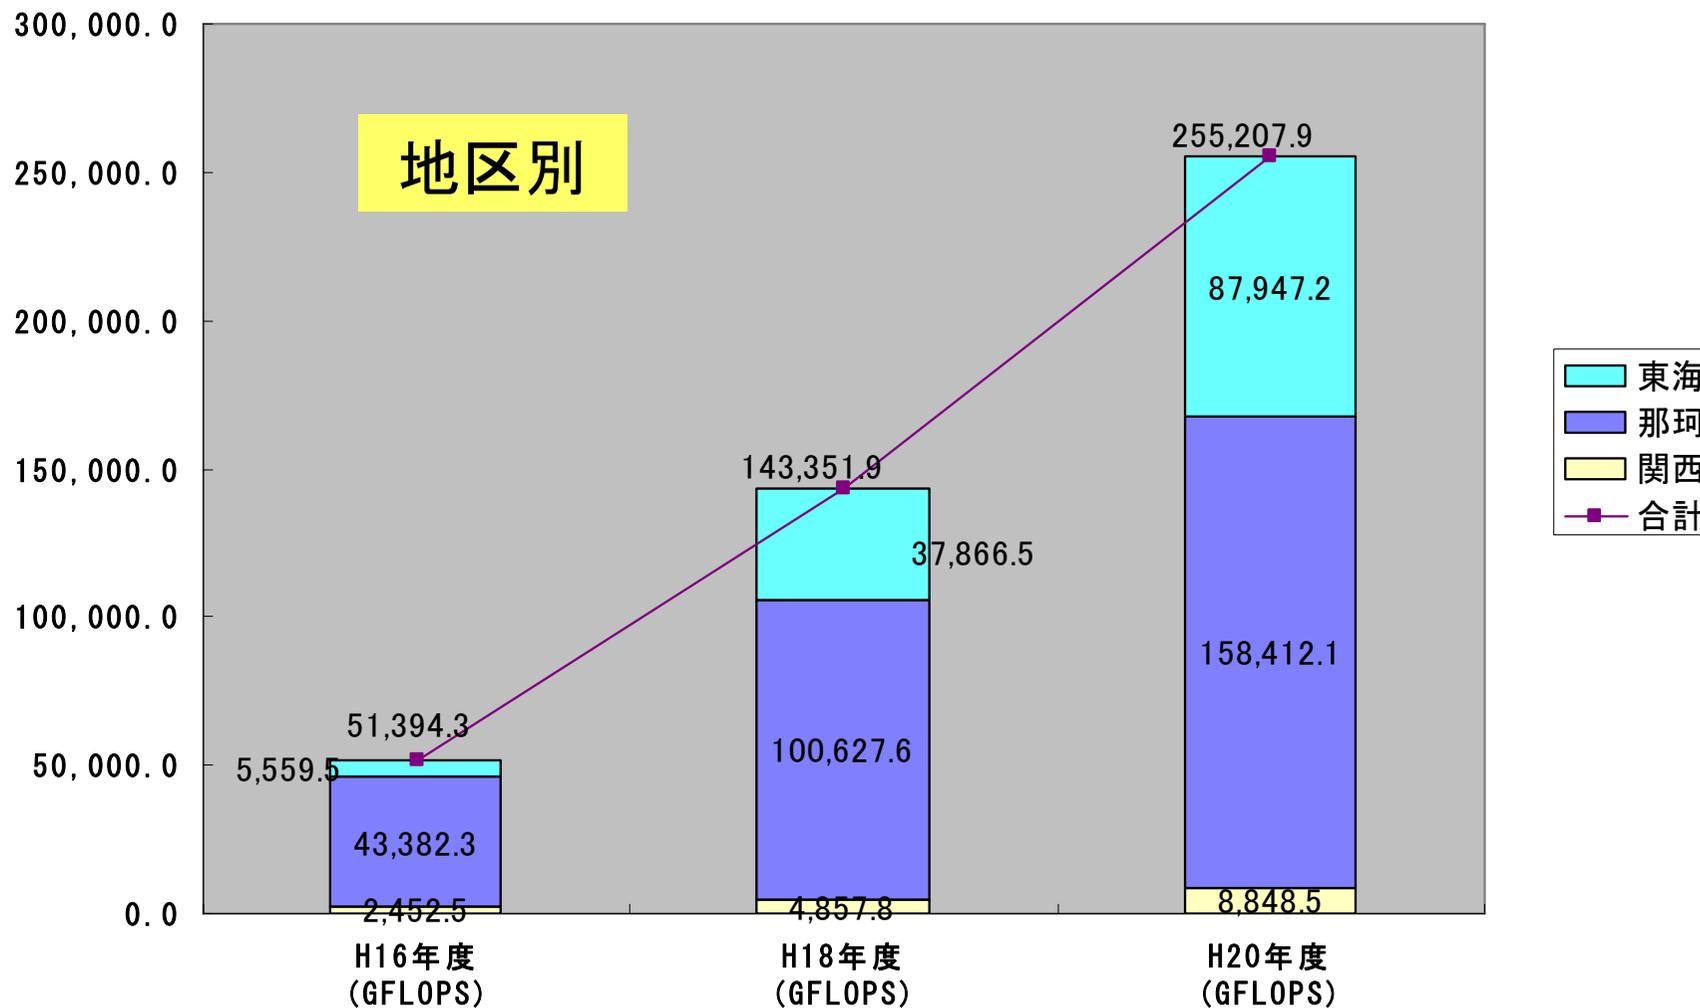 300,000.0
250,000.0
200,000.0
150,000.0
100,000.0
50,000.0
0.0
地区別
51,394.3
5,559.5
43,382.3
2,452.5
143,351.9
37,866.5
100,627.6
4,857.8
255,207.9
87,947.2
158,412.1
8,848.5
H16年度
(GFLOPS)
H18年度
(GFLOPS)
H20年度
(GFLOPS)
東海
那珂
関西
合計